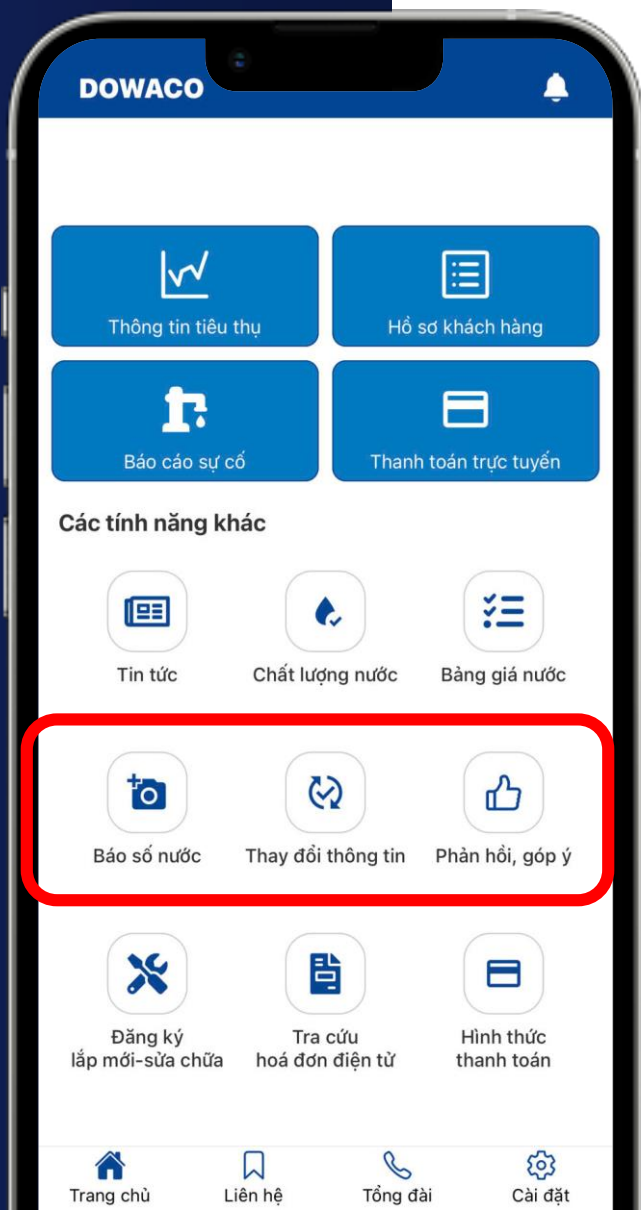 DOWACO
Thông tin tiêu thụ
Hồ sơ khách hàng
Báo cáo sự cố
Thanh toán trực tuyến
Các tính năng khác
Tin tức
Chất lượng nước
Bảng giá nước
Báo số nước
Thay đổi thông tin
Phản hồi, góp ý
Đăng ký
lắp mới-sửa chữa
Tra cứu
hoá đơn điện tử
Hình thức
thanh toán
Trang chủ
Liên hệ
Tổng đài
Cài đặt